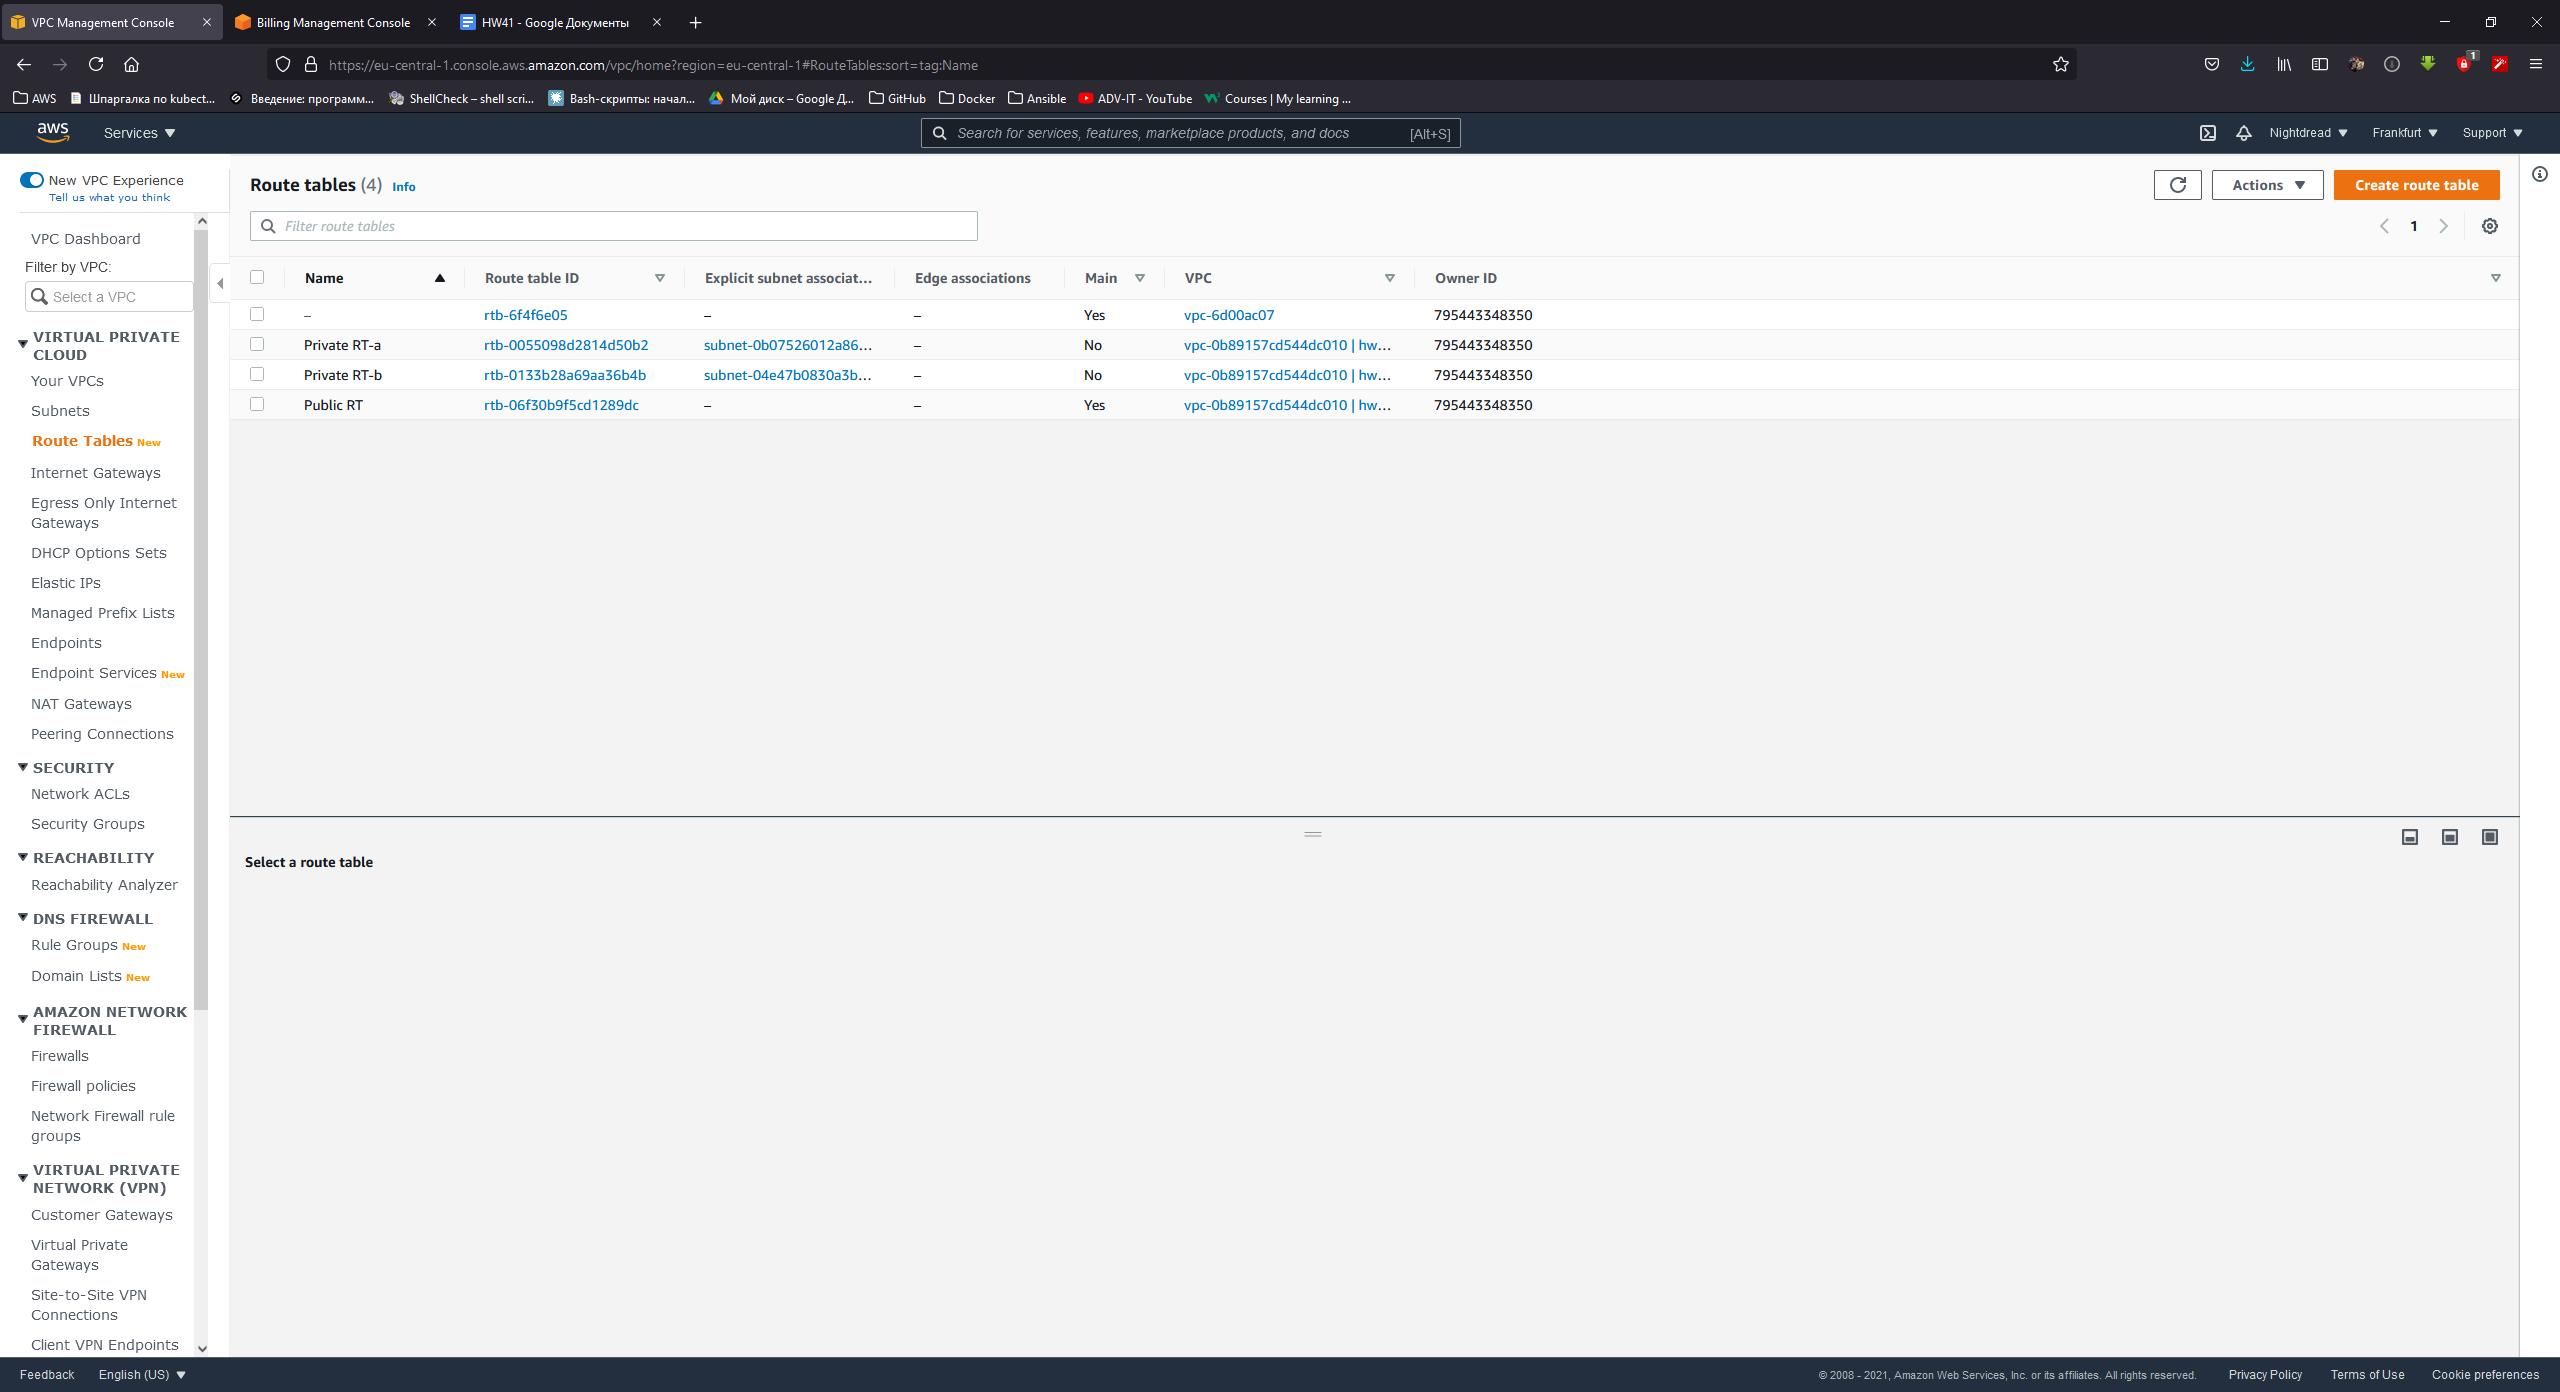 VPC Management Console
Billing Management Console
HW41 - Google Документы
https://eu-central-1.console.aws.amazon.com/vpc/home?region=eu-central-1#RouteTables:sort=tag:Name
1
AWS
Шпаргалка по kubect...
Введение: программ...
ShellCheck – shell scri...
Bash-скрипты: начал...
Мой диск – Google Д...
GitHub
Docker
Ansible
ADV-IT - YouTube
Courses | My learning ...
aws
Services
Search for services, features, marketplace products, and docs
[Alt+S]
Nightdread
Frankfurt
Support
New VPC Experience
Tell us what you think
VPC Dashboard
Filter by VPC:
Select a VPC
VIRTUAL PRIVATE
CLOUD
Your VPCs
Subnets
Route Tables New
Internet Gateways
Egress Only Internet
Gateways
DHCP Options Sets
Elastic IPs
Managed Prefix Lists
Endpoints
Endpoint Services New
NAT Gateways
Peering Connections
SECURITY
Network ACLs
Security Groups
REACHABILITY
Reachability Analyzer
DNS FIREWALL
Rule Groups New
Domain Lists New
AMAZON NETWORK
FIREWALL
Firewalls
Firewall policies
Network Firewall rule
groups
VIRTUAL PRIVATE
NETWORK (VPN)
Customer Gateways
Virtual Private
Gateways
Site-to-Site VPN
Connections
Client VPN Endpoints
Route tables (4) Info
Actions
Create route table
Filter route tables
1
Name Route table ID Explicit subnet associat... Edge associations Main VPC Owner ID
– rtb-6f4f6e05 – – Yes vpc-6d00ac07 795443348350
Private RT-a rtb-0055098d2814d50b2 subnet-0b07526012a86... – No vpc-0b89157cd544dc010 | hw... 795443348350
Private RT-b rtb-0133b28a69aa36b4b subnet-04e47b0830a3b... – No vpc-0b89157cd544dc010 | hw... 795443348350
Public RT rtb-06f30b9f5cd1289dc – – Yes vpc-0b89157cd544dc010 | hw... 795443348350
Select a route table
Feedback
English (US)
© 2008 - 2021, Amazon Web Services, Inc. or its affiliates. All rights reserved.
Privacy Policy
Terms of Use
Cookie preferences